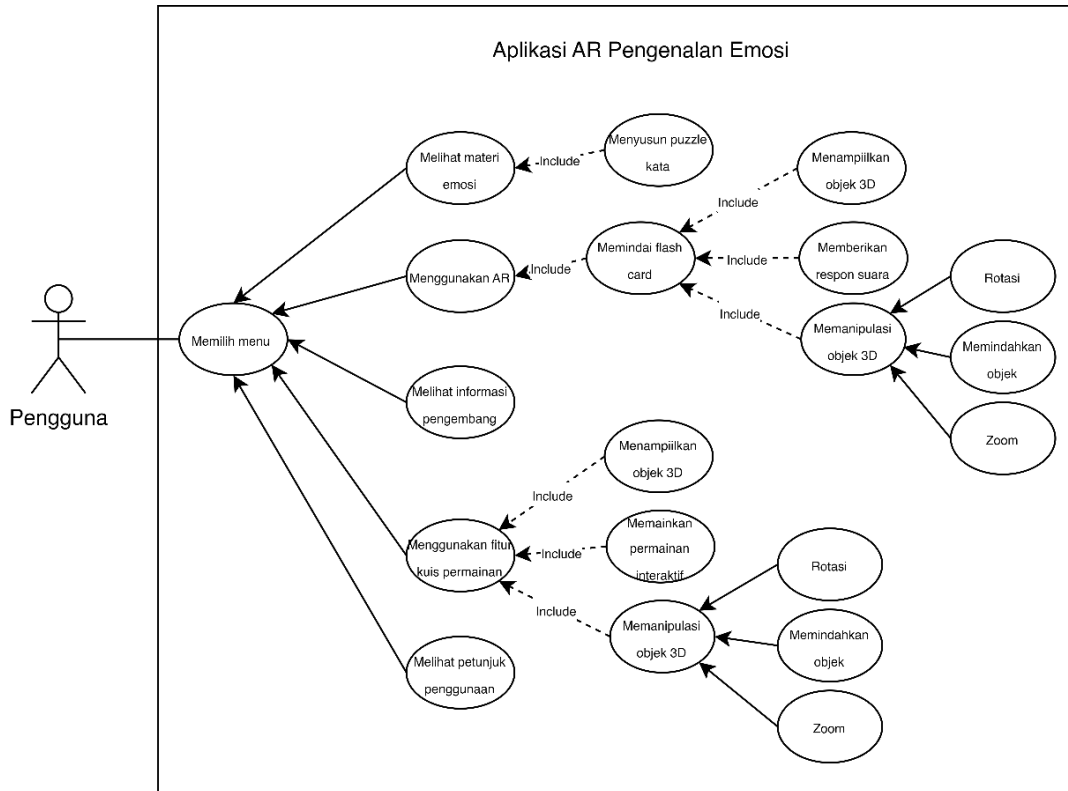 Aplikasi AR Pengenalan Emosi
Pengguna
Memilih menu
Melihat materi
emosi
Include
Menyusun puzzle
kata
Menggunakan AR
Include
Memindai flash
card
Include
Menampiilkan
objek 3D
Include
Memberikan
respon suara
Include
Memanipulasi
objek 3D
Rotasi
Memindahkan
objek
Zoom
Melihat informasi
pengembang
Menggunakan fitur
kuis permainan
Include
Menampiilkan
objek 3D
Include
Memainkan
permainan
interaktif
Include
Memanipulasi
objek 3D
Rotasi
Memindahkan
objek
Zoom
Melihat petunjuk
penggunaan